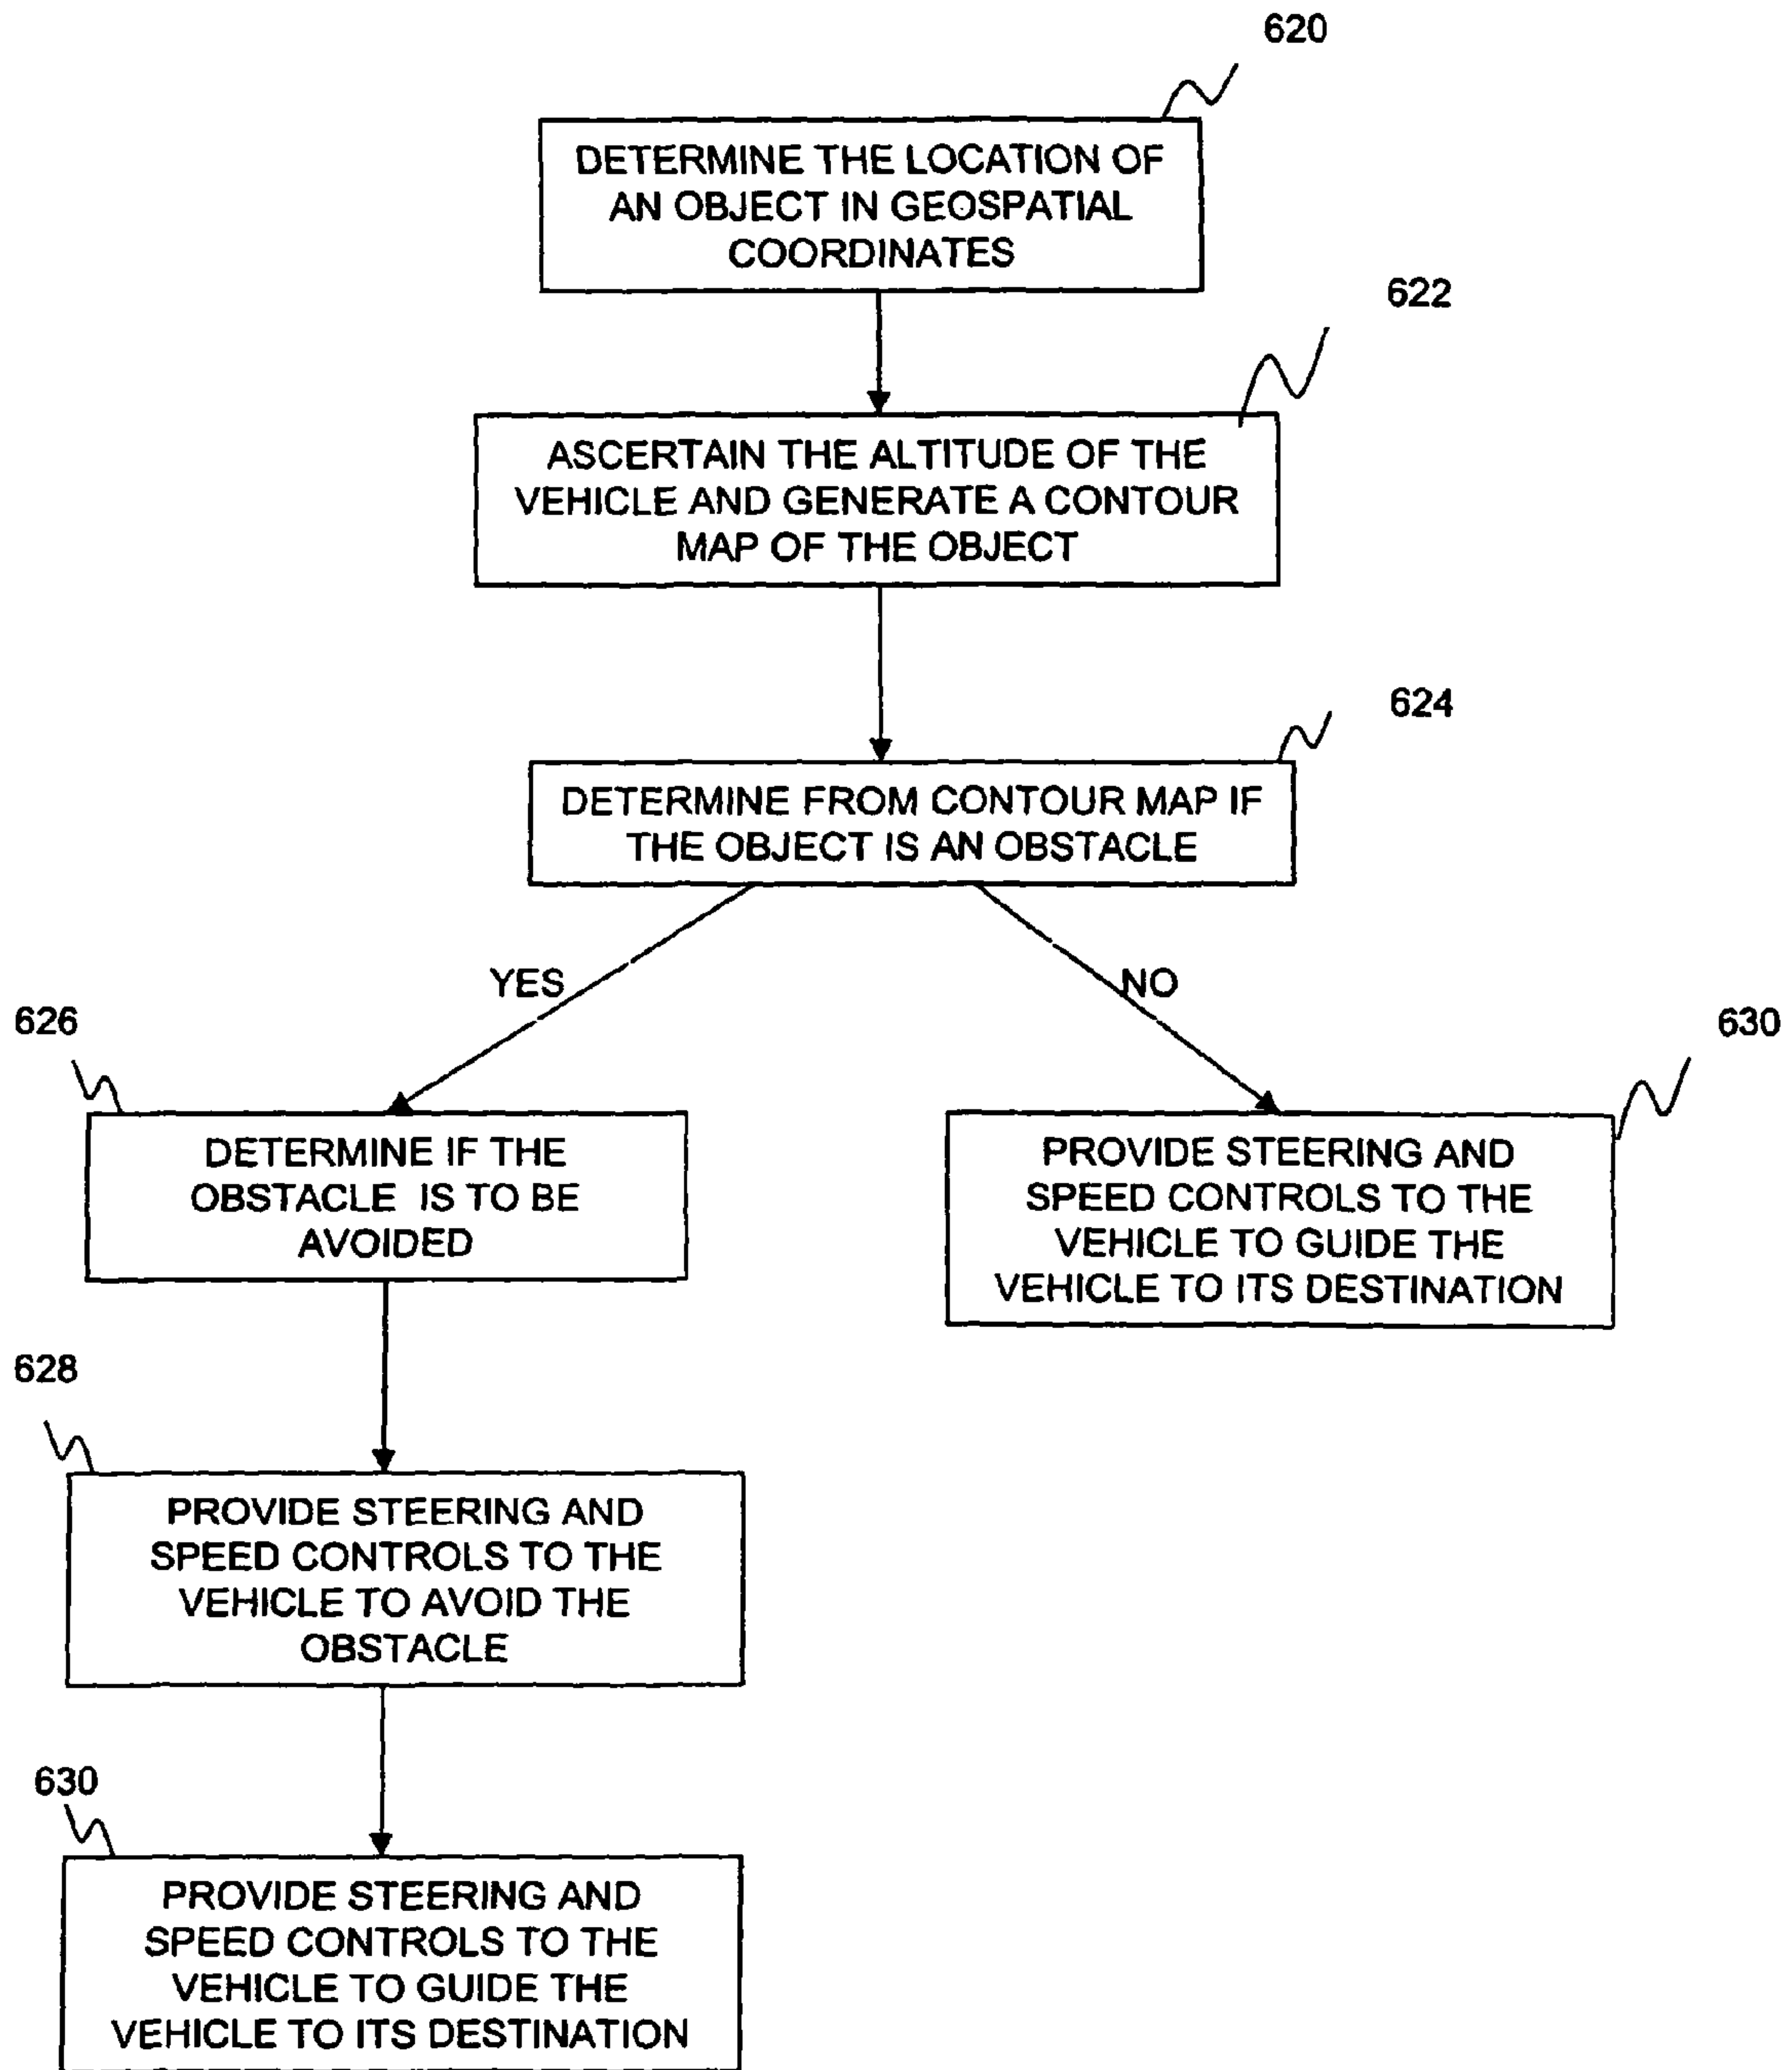 620
DETERMINE THE LOCATION OF
AN OBJECT IN GEOSPATIAL
COORDINATES
622
ASCERTAIN THE ALTITUDE OF THE
VEHICLE AND GENERATE A CONTOUR
MAP OF THE OBJECT
624
DETERMINE FROM CONTOUR MAP IF
THE OBJECT IS AN OBSTACLE
YES
NO
626
DETERMINE IF THE
OBSTACLE IS TO BE
AVOIDED
630
PROVIDE STEERING AND
SPEED CONTROLS TO THE
VEHICLE TO GUIDE THE
VEHICLE TO ITS DESTINATION
628
PROVIDE STEERING AND
SPEED CONTROLS TO THE
VEHICLE TO AVOID THE
OBSTACLE
630
PROVIDE STEERING AND
SPEED CONTROLS TO THE
VEHICLE TO GUIDE THE
VEHICLE TO ITS DESTINATION